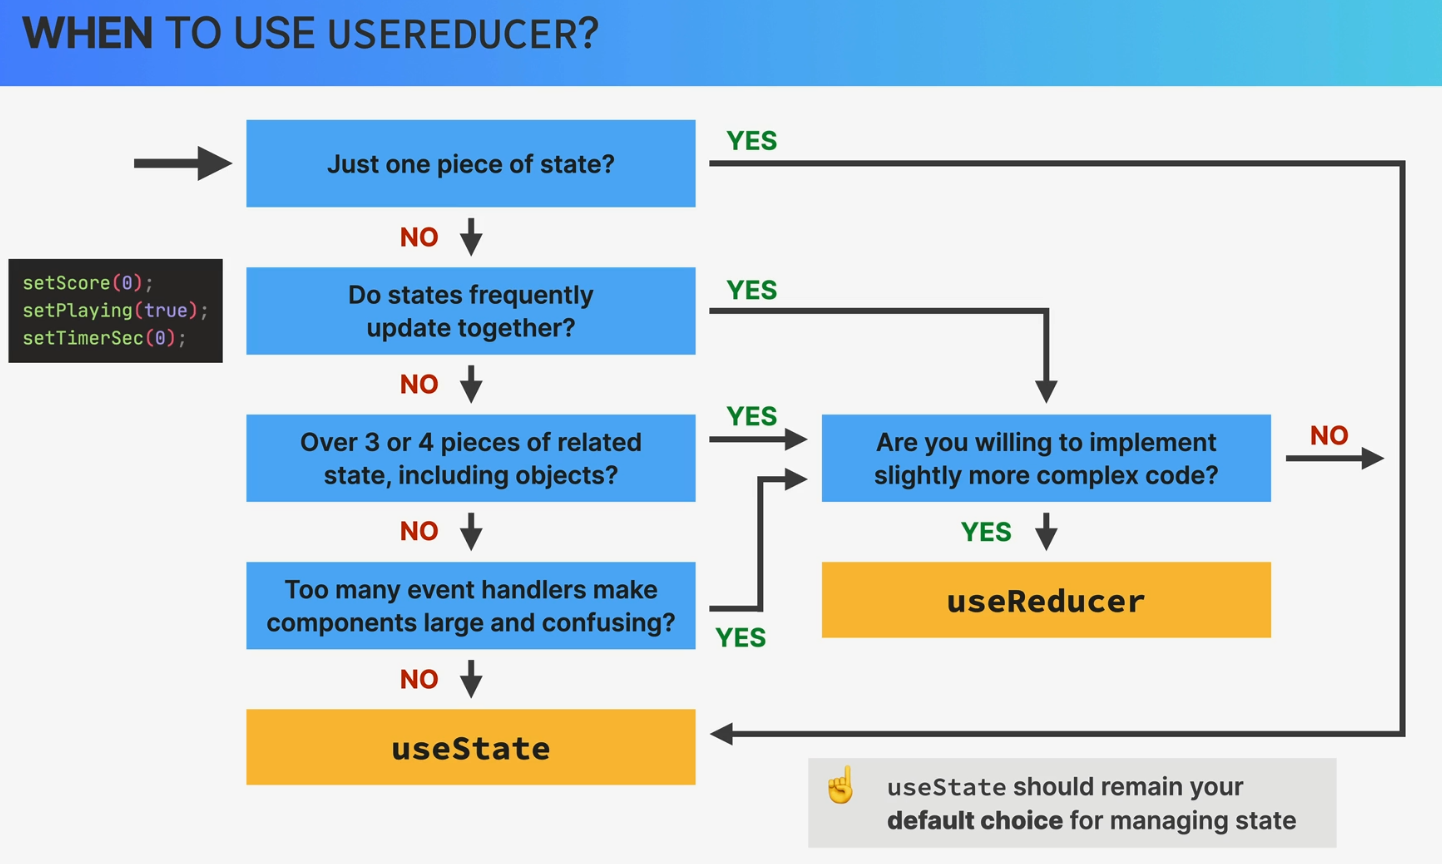 WHEN TO USE USEREDUCER?
YES
Just one piece of state?
NO
setScore(0);
setPlaying(true);
setTimerSec(0);
Do states frequently
update together?
YES
NO
Over 3 or 4 pieces of related
state, including objects?
YES
Are you willing to implement
slightly more complex code?
NO
NO
YES
Too many event handlers make
components large and confusing?
YES
useReducer
NO
useState
☝️ useState should remain your
default choice for managing state